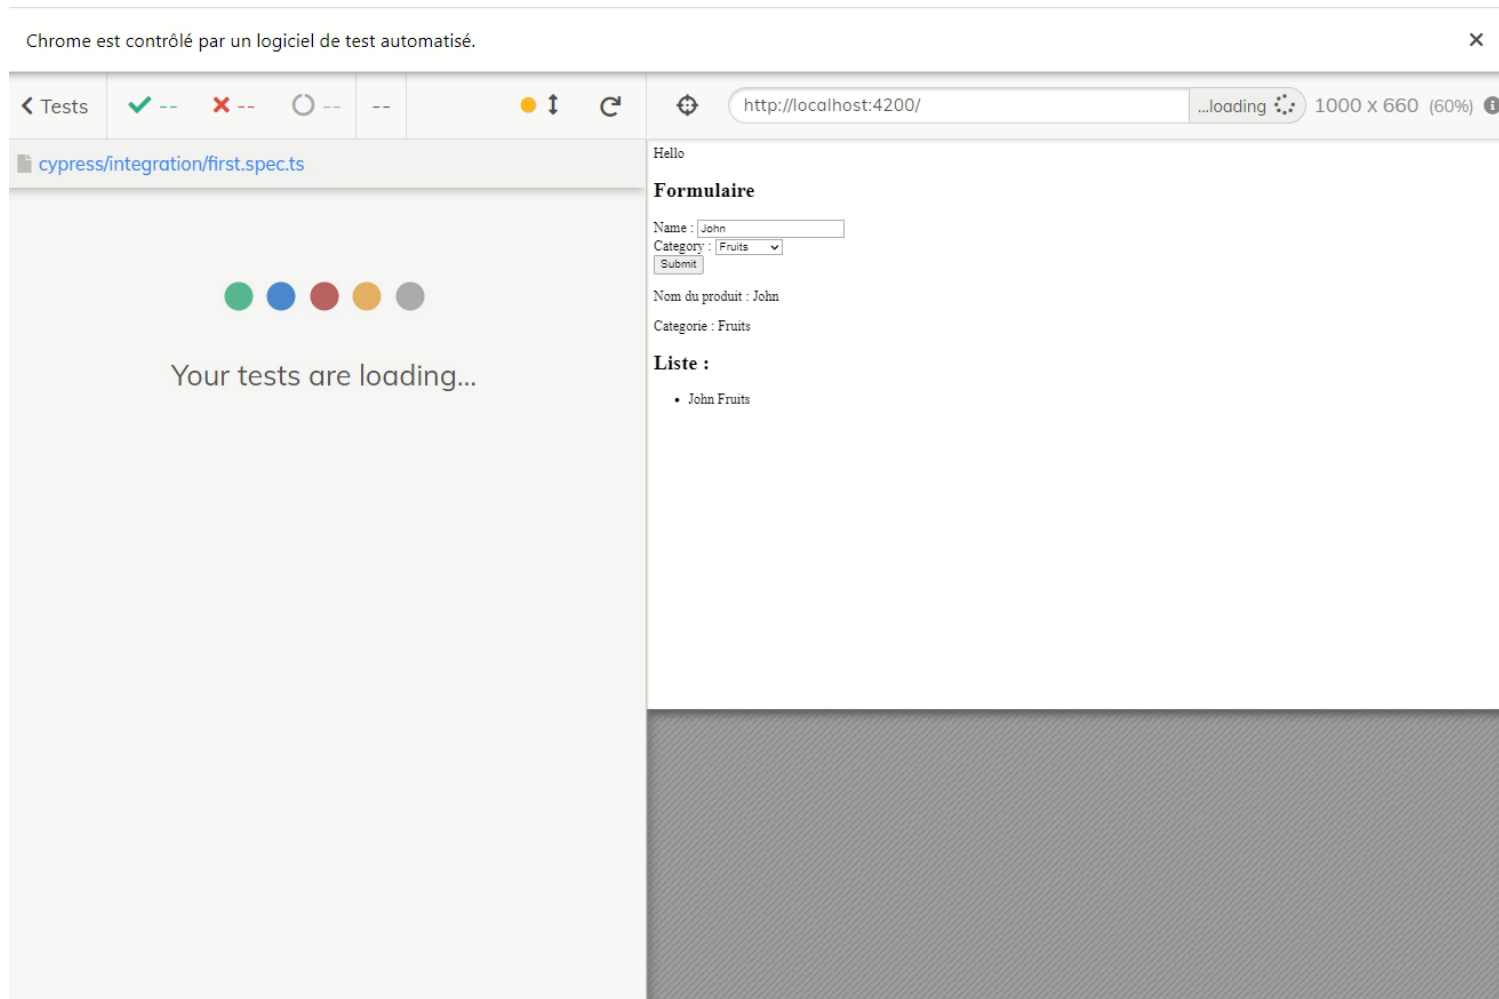 Chrome est contrôlé par un logiciel de test automatisé.
Tests -- -- -- --
http://localhost:4200/ ...loading 1000 x 660 (60%)
cypress/integration/first.spec.ts
Your tests are loading...
Hello
Formulaire
Name : John
Category : Fruits
Submit
Nom du produit : John
Categorie : Fruits
Liste :
• John Fruits